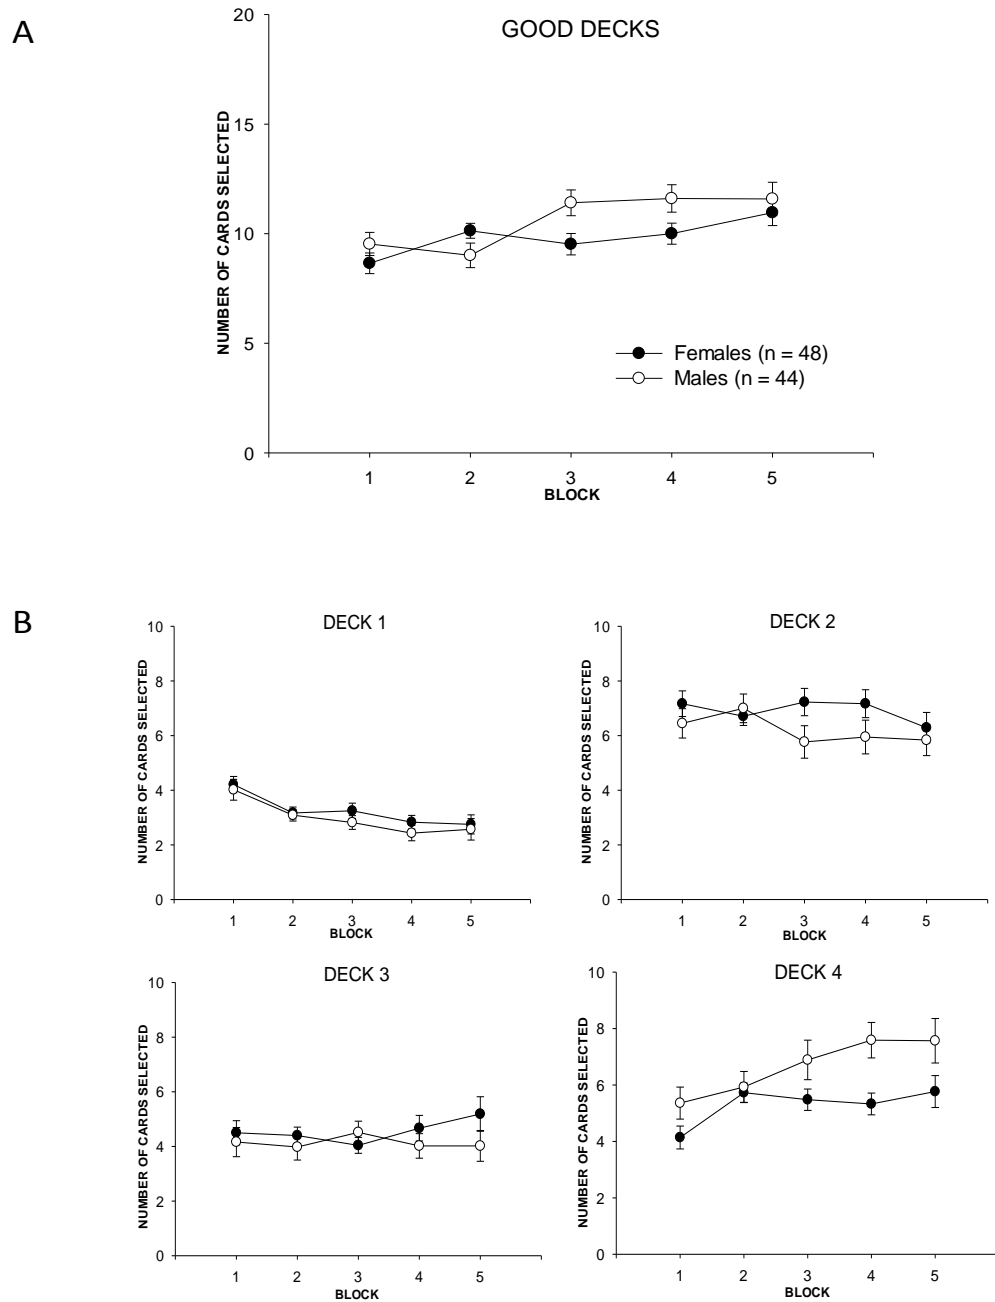 A
GOOD DECKS
NUMBER OF CARDS SELECTED
20
15
10
5
0
Females (n = 48)
Males (n = 44)
1 2 3 4 5
BLOCK
B
DECK 1
NUMBER OF CARDS SELECTED
10
8
6
4
2
0
1 2 3 4 5
BLOCK
DECK 2
NUMBER OF CARDS SELECTED
10
8
6
4
2
0
1 2 3 4 5
BLOCK
DECK 3
NUMBER OF CARDS SELECTED
10
8
6
4
2
0
1 2 3 4 5
BLOCK
DECK 4
NUMBER OF CARDS SELECTED
10
8
6
4
2
0
1 2 3 4 5
BLOCK